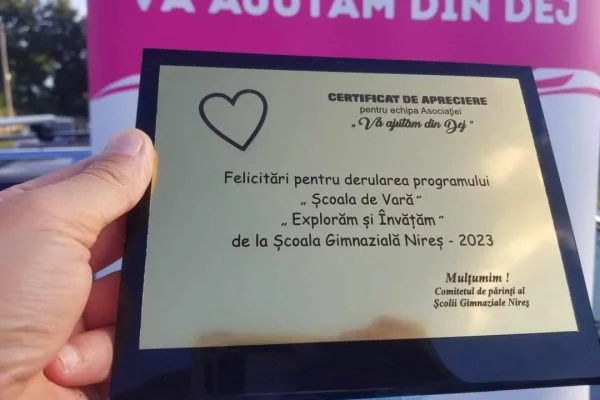 VĂ AJUTĂM DIN DEJ
CERTIFICAT DE APRECIERE
pentru echipa Asociației
„ Vă ajutăm din Dej ”
Felicitări pentru derularea programului
„ Școala de Vară”
„ Explorăm și Învățăm ”
de la Școala Gimnazială Nireș - 2023
Mulțumim !
Comitetul de părinți al
Școlii Gimnaziale Nireș